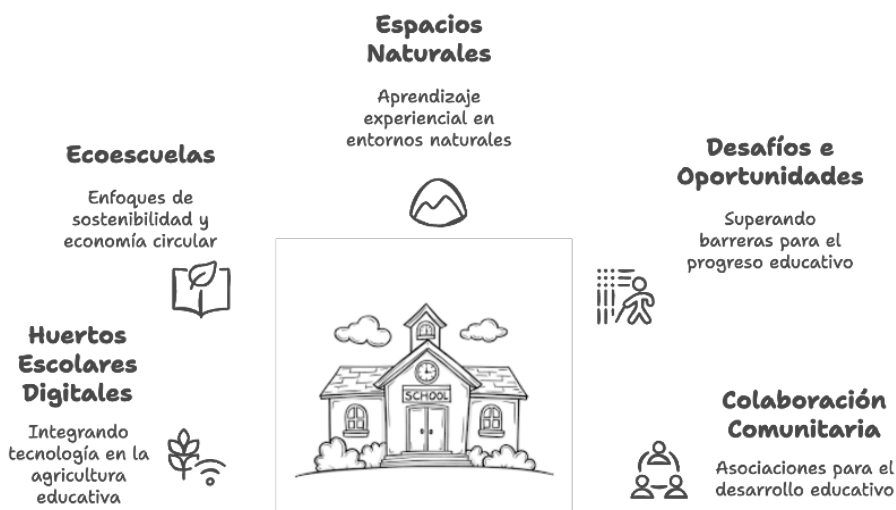 Espacios
Naturales
Aprendizaje
experiencial en
entornos naturales
Ecoescuelas
Enfoques de
sostenibilidad y
economía circular
Desafíos e
Oportunidades
Superando
barreras para el
progreso educativo
Huertos
Escolares
Digitales
Integrando
tecnología en la
agricultura
educativa
SCHOOL
Colaboración
Comunitaria
Asociaciones para el
desarrollo educativo